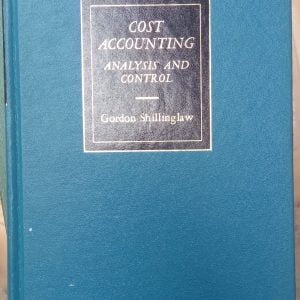 COST
ACCOUNTING
ANALYSIS AND
CONTROL
Gordon Shillinglaw